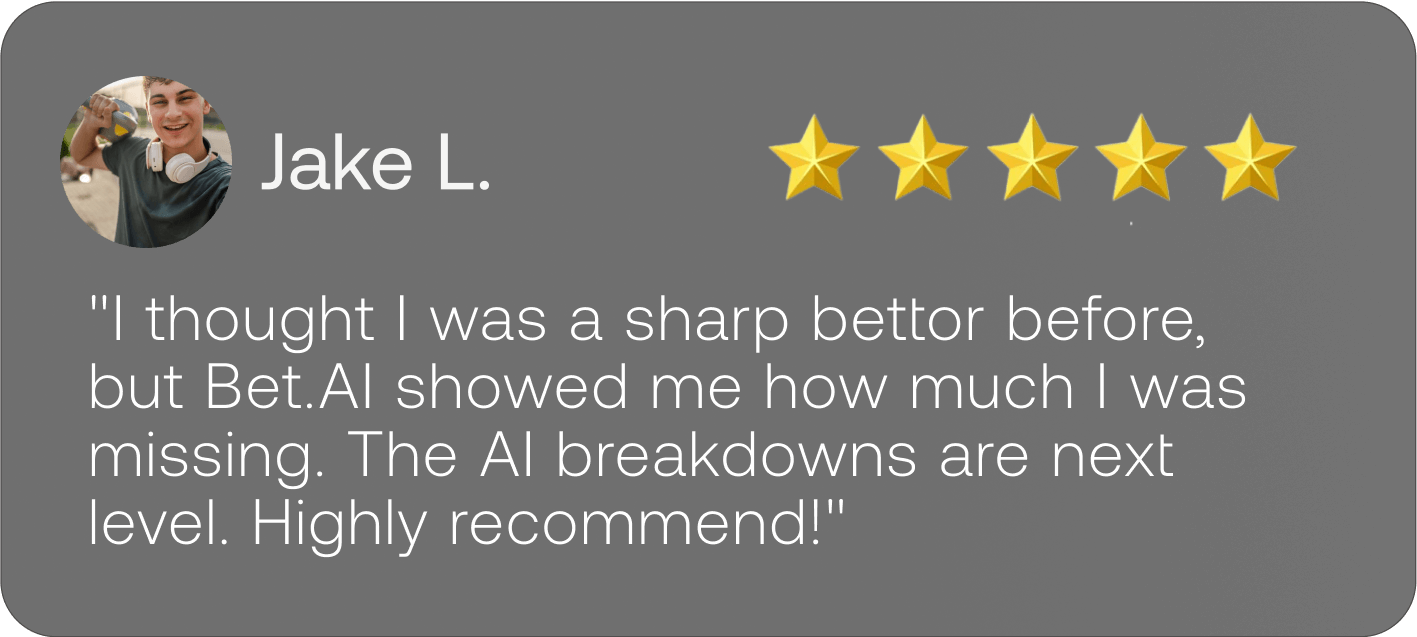 Jake L.
"I thought I was a sharp bettor before,
but Bet.AI showed me how much I was
missing. The AI breakdowns are next
level. Highly recommend!"